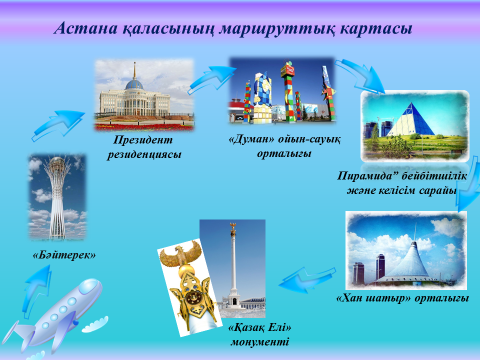 Астана қаласының маршруттық картасы
Президент
резиденциясы
«Думан» ойын-сауық
орталығы
Пирамида” бейбітшілік
және келісім сарайы
«Бәйтерек»
«Хан шатыр» орталығы
«Қазақ Елі»
монументі